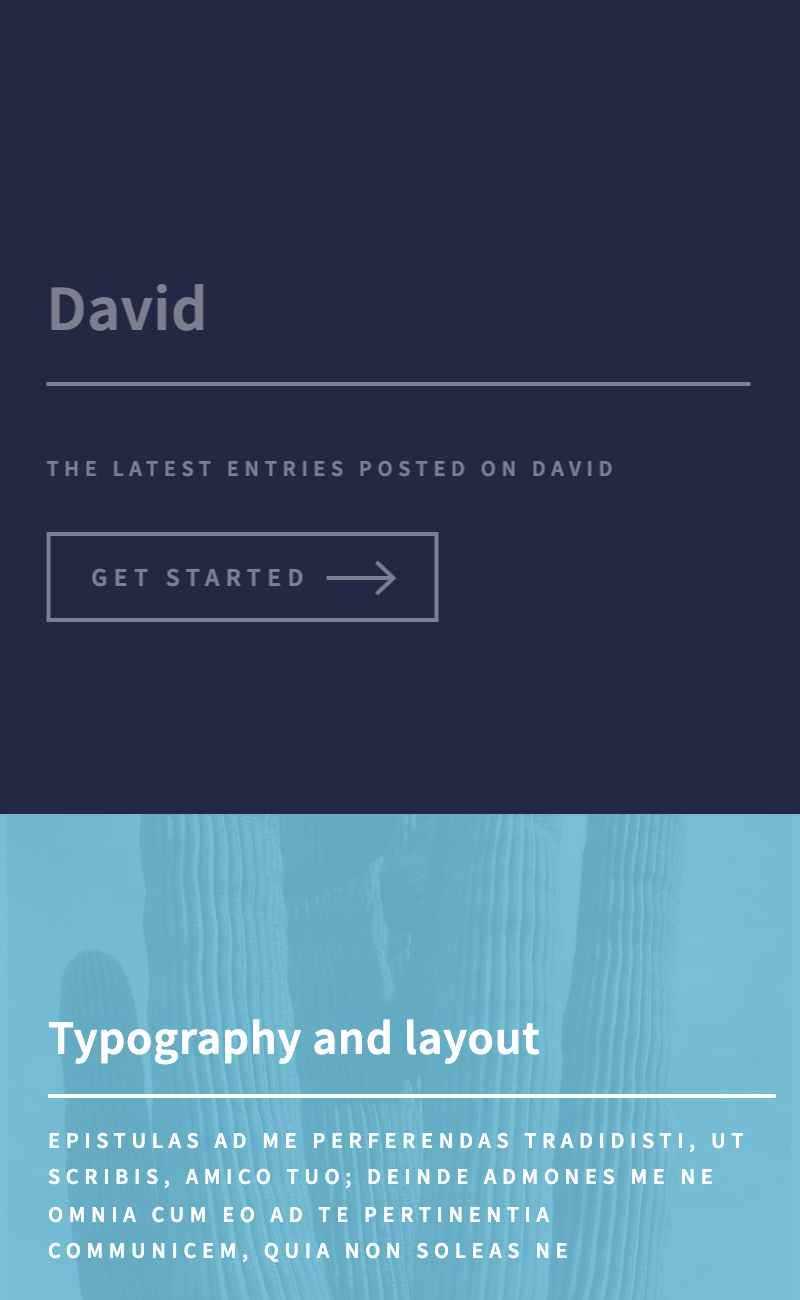 David
THE LATEST ENTRIES POSTED ON DAVID
GET STARTED
Typography and layout
EPISTULAS AD ME PERFERENDAS TRADIDISTI, UT
SCRIBIS, AMICO TUO; DEINDE ADMONES ME NE
OMNIA CUM EO AD TE PERTINENTIA
COMMUNICEM, QUIA NON SOLEAS NE